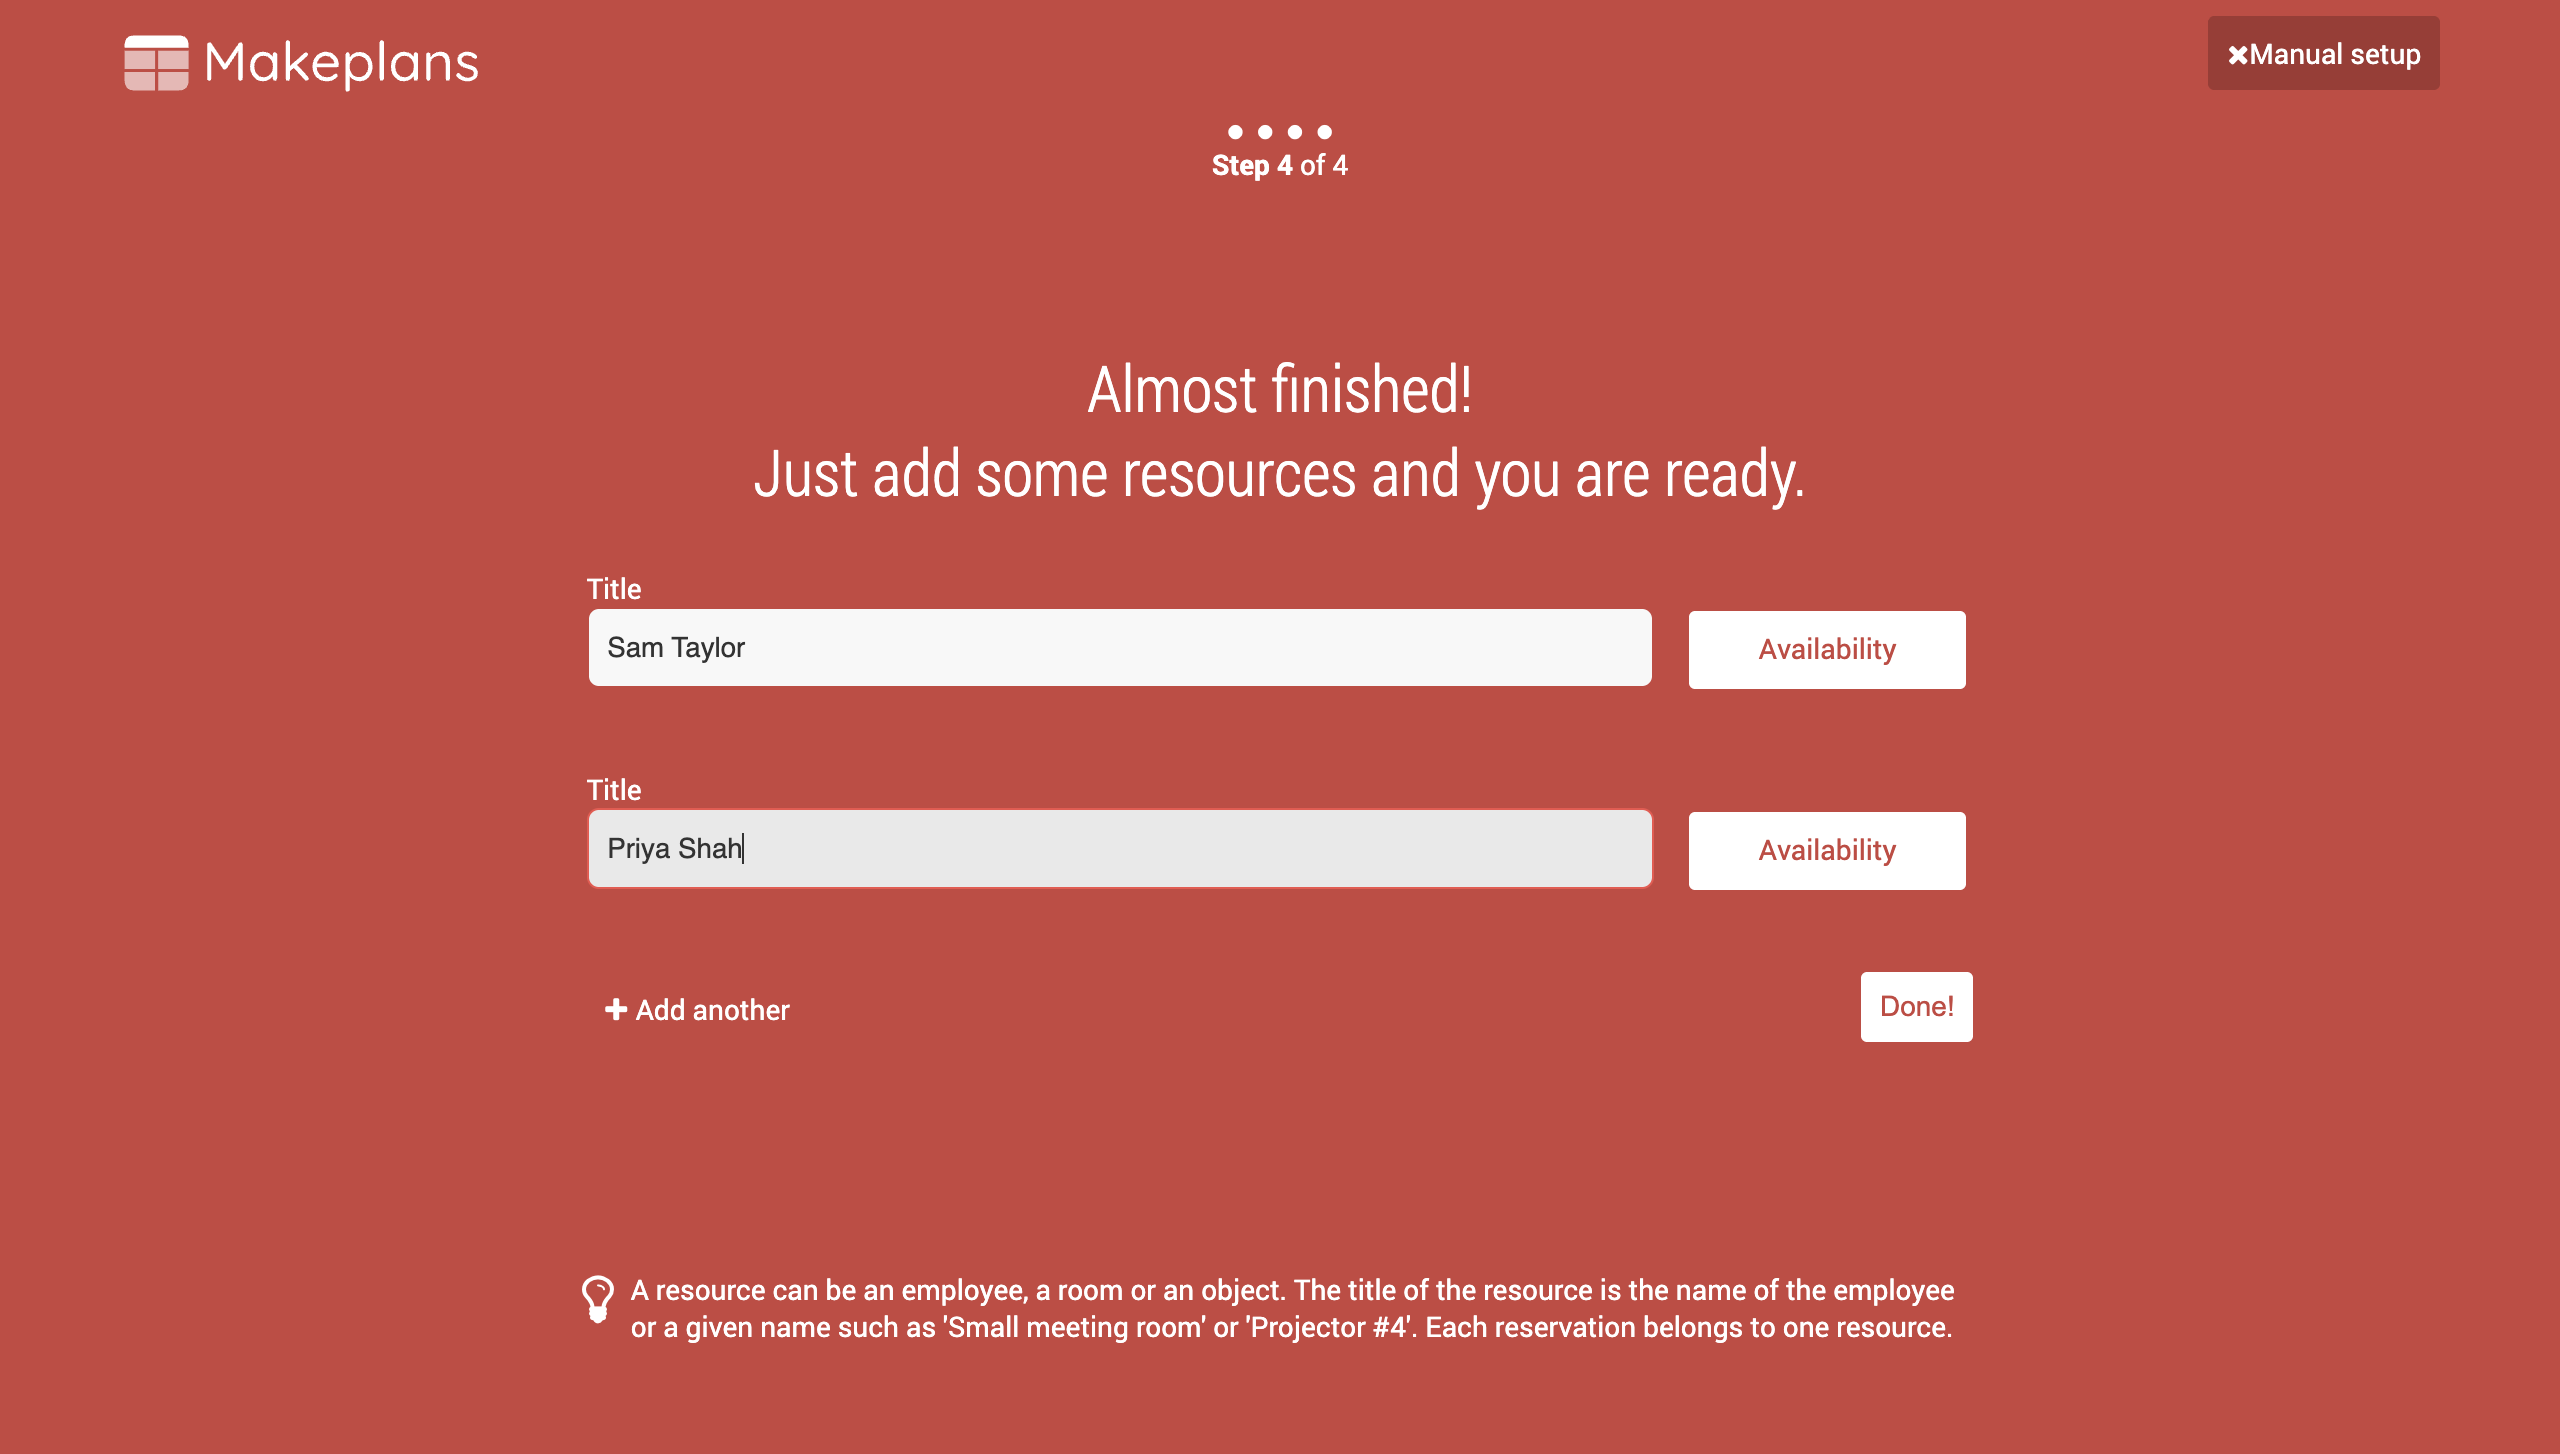 Makeplans
Manual setup
Step 4 of 4
Almost finished!
Just add some resources and you are ready.
Title
Sam Taylor
Availability
Title
Priya Shah
Availability
Add another
Done!
A resource can be an employee, a room or an object. The title of the resource is the name of the employee
or a given name such as 'Small meeting room' or 'Projector #4'. Each reservation belongs to one resource.